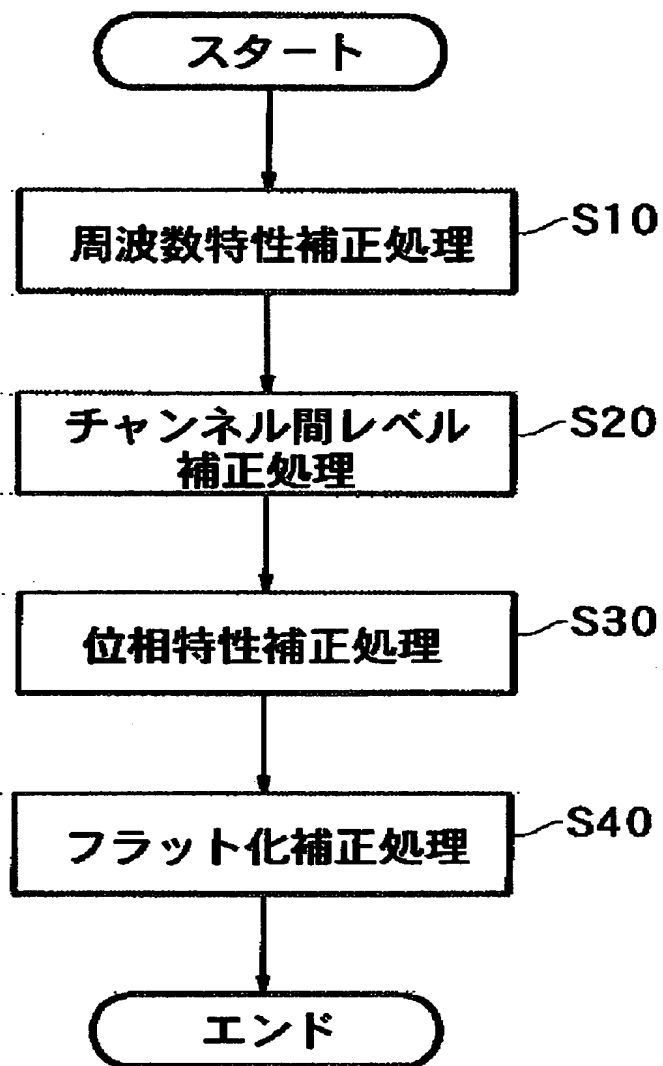 スタート
周波数特性補正処理
S10
チャンネル間レベル
補正処理
S20
位相特性補正処理
S30
フラット化補正処理
S40
エンド